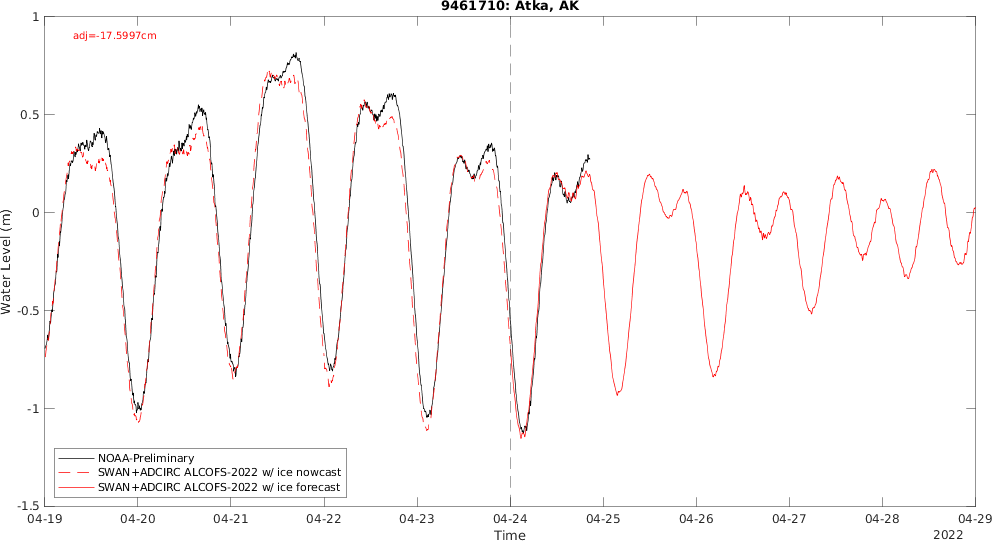 9461710: Atka, AK
adj=-17.5997cm
1
0.5
0
-0.5
-1
-1.5
Water Level (m)
NOAA-Preliminary
SWAN+ADCIRC ALCOFS-2022 w/ ice nowcast
SWAN+ADCIRC ALCOFS-2022 w/ ice forecast
04-19 04-20 04-21 04-22 04-23 04-24 04-25 04-26 04-27 04-28 04-29
Time
2022